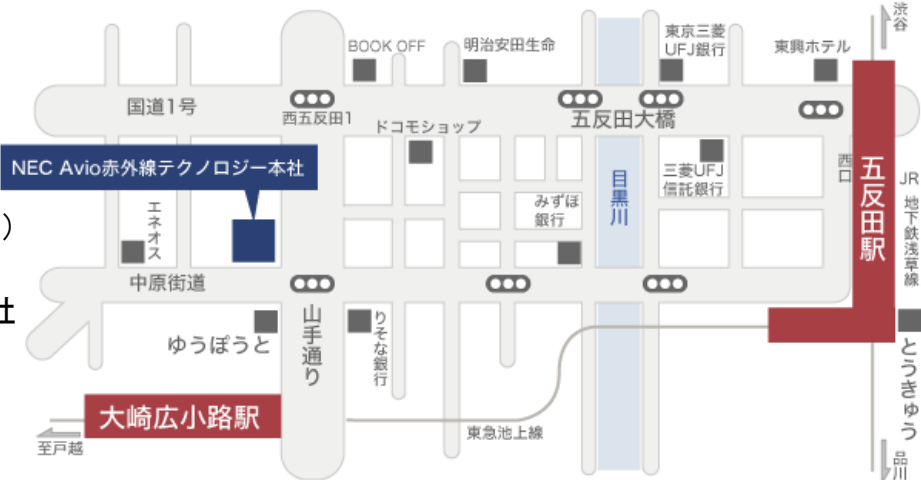 渋谷
BOOK OFF
明治安田生命
東京三菱
UFJ銀行
東興ホテル
国道1号
西五反田1
五反田大橋
ドコモショップ
NEC Avio赤外線テクノロジー本社
三菱UFJ
信託銀行
西口
五反田駅
JR
地下鉄浅草線
目黒川
みずほ
銀行
エネオス
）
中原街道
社
ゆうぽうと
山手通り
りそな銀行
とうきゅう
大崎広小路駅
東急池上線
至戸越
品川